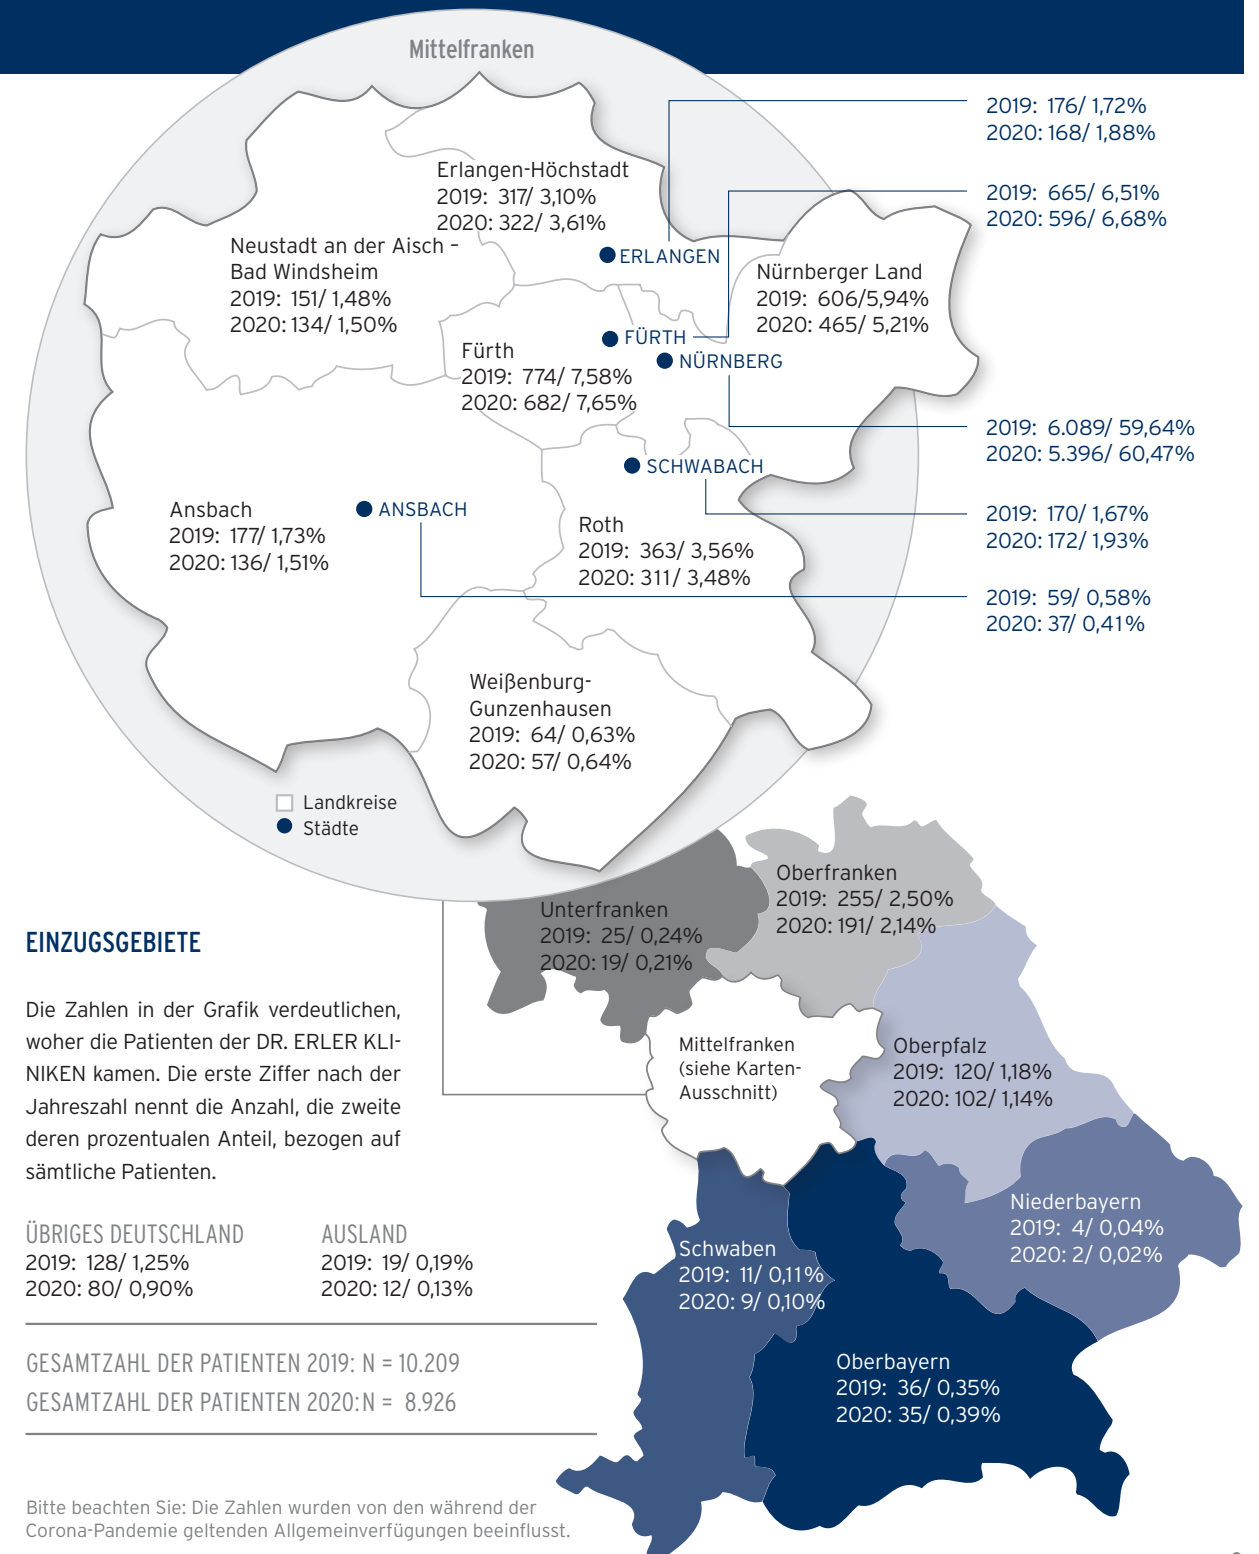 Mittelfranken
2019: 176/ 1,72%
2020: 168/ 1,88%
2019: 665/ 6,51%
2020: 596/ 6,68%
Erlangen-Höchstadt
2019: 317/ 3,10%
2020: 322/ 3,61%
Neustadt an der Aisch –
Bad Windsheim
2019: 151/ 1,48%
2020: 134/ 1,50%
ERLANGEN
Nürnberger Land
2019: 606/5,94%
2020: 465/ 5,21%
FÜRTH
NÜRNBERG
Fürth
2019: 774/ 7,58%
2020: 682/ 7,65%
2019: 6.089/ 59,64%
2020: 5.396/ 60,47%
SCHWABACH
Ansbach
2019: 177/ 1,73%
2020: 136/ 1,51%
ANSBACH
Roth
2019: 363/ 3,56%
2020: 311/ 3,48%
2019: 170/ 1,67%
2020: 172/ 1,93%
2019: 59/ 0,58%
2020: 37/ 0,41%
Weißenburg-
Gunzenhausen
2019: 64/ 0,63%
2020: 57/ 0,64%
Landkreise
Städte
Oberfranken
2019: 255/ 2,50%
2020: 191/ 2,14%
Unterfranken
2019: 25/ 0,24%
2020: 19/ 0,21%
Mittelfranken
(siehe Karten-
Ausschnitt)
Oberpfalz
2019: 120/ 1,18%
2020: 102/ 1,14%
Niederbayern
2019: 4/ 0,04%
2020: 2/ 0,02%
Schwaben
2019: 11/ 0,11%
2020: 9/ 0,10%
Oberbayern
2019: 36/ 0,35%
2020: 35/ 0,39%
EINZUGSGEBIETE
Die Zahlen in der Grafik verdeutlichen,
woher die Patienten der DR. ERLER KLI-
NIKEN kamen. Die erste Ziffer nach der
Jahreszahl nennt die Anzahl, die zweite
deren prozentualen Anteil, bezogen auf
sämtliche Patienten.
ÜBRIGES DEUTSCHLAND
2019: 128/ 1,25%
2020: 80/ 0,90%
AUSLAND
2019: 19/ 0,19%
2020: 12/ 0,13%
GESAMTZAHL DER PATIENTEN 2019: N = 10.209
GESAMTZAHL DER PATIENTEN 2020: N = 8.926
Bitte beachten Sie: Die Zahlen wurden von den während der
Corona-Pandemie geltenden Allgemeinverfügungen beeinflusst.